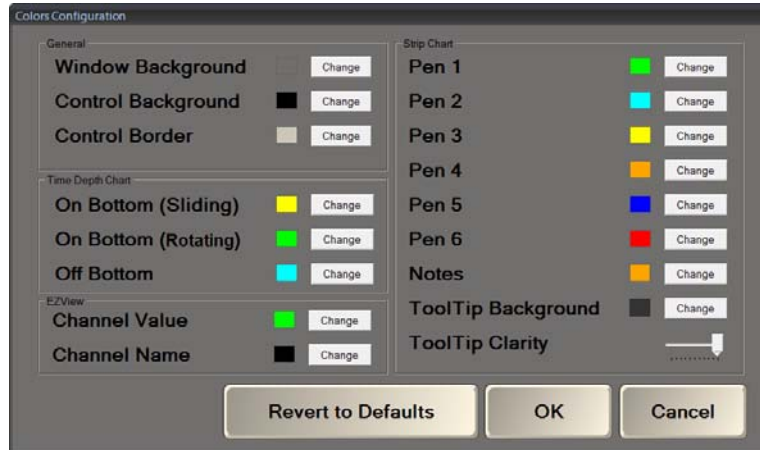 Colors Configuration
General
Window Background Change
Control Background Change
Control Border Change
Time Depth Chart
On Bottom (Sliding) Change
On Bottom (Rotating) Change
Off Bottom Change
EZView
Channel Value Change
Channel Name Change
Strip Chart
Pen 1 Change
Pen 2 Change
Pen 3 Change
Pen 4 Change
Pen 5 Change
Pen 6 Change
Notes Change
ToolTip Background Change
ToolTip Clarity
Revert to Defaults OK Cancel